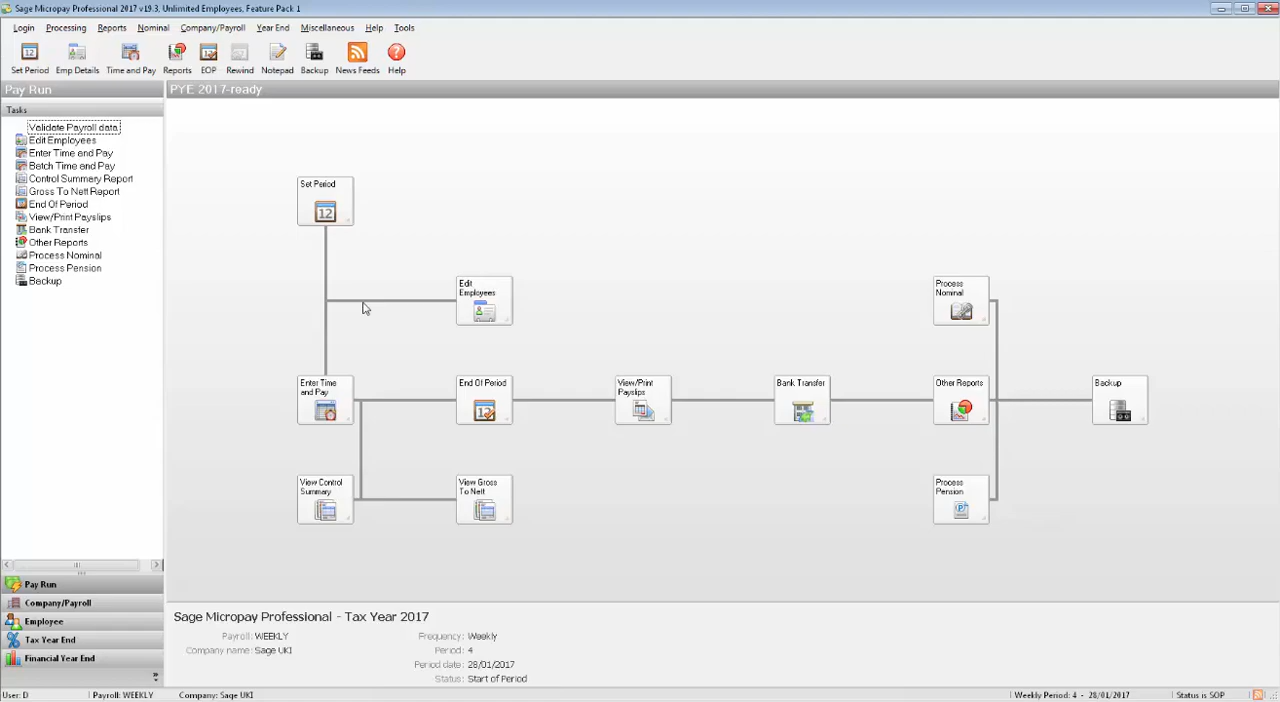 Sage Micropay Professional 2017 v19.3, Unlimited Employees, Feature Pack 1
Login Processing Reports Nominal Company/Payroll Year End Miscellaneous Help Tools
Set Period Emp Details Time and Pay Reports EOP Rewind Notepad Backup News Feeds Help
Pay Run
PYE 2017-ready
Tasks
Validate Payroll data
Edit Employees
Enter Time and Pay
Batch Time and Pay
Control Summary Report
Gross To Nett Report
End Of Period
View/Print Payslips
Bank Transfer
Other Reports
Process Nominal
Process Pension
Backup
Set Period
12
Edit
Employees
Process
Nominal
Enter Time
and Pay
End Of Period
12
View/Print
Payslips
Bank Transfer
Other Reports
Backup
View Control
Summary
View Gross
To Nett
Process
Pension
Pay Run
Company/Payroll
Employee
Tax Year End
Financial Year End
Sage Micropay Professional - Tax Year 2017
Payroll: WEEKLY
Company name: Sage UKI
Frequency: Weekly
Period: 4
Period date: 28/01/2017
Status: Start of Period
User: D Payroll: WEEKLY Company: Sage UKI Weekly Period: 4 - 28/01/2017 Status is SOP